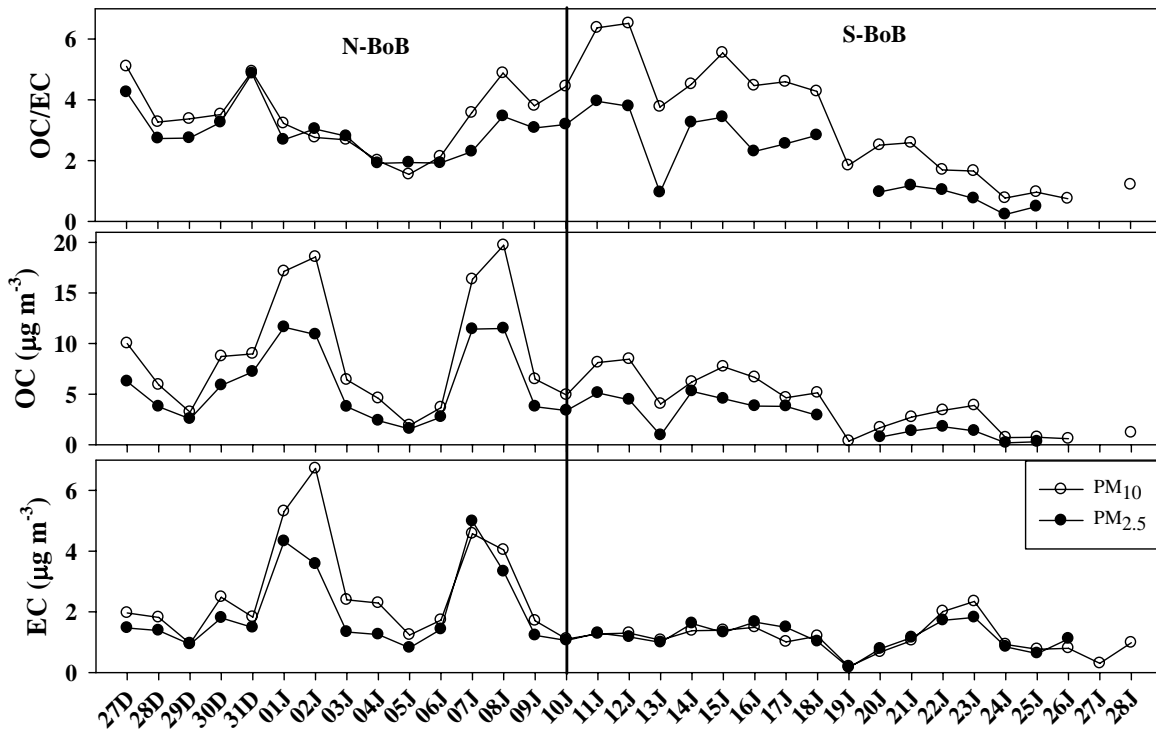 N-BoB
S-BoB
OC/EC
6
4
2
0
OC (µg m⁻³)
20
15
10
5
0
EC (µg m⁻³)
6
4
2
0
PM₁₀
PM₂.₅
27D 28D 29D 30D 31D 01J 02J 03J 04J 05J 06J 07J 08J 09J 10J 11J 12J 13J 14J 15J 16J 17J 18J 19J 20J 21J 22J 23J 24J 25J 26J 27J 28J